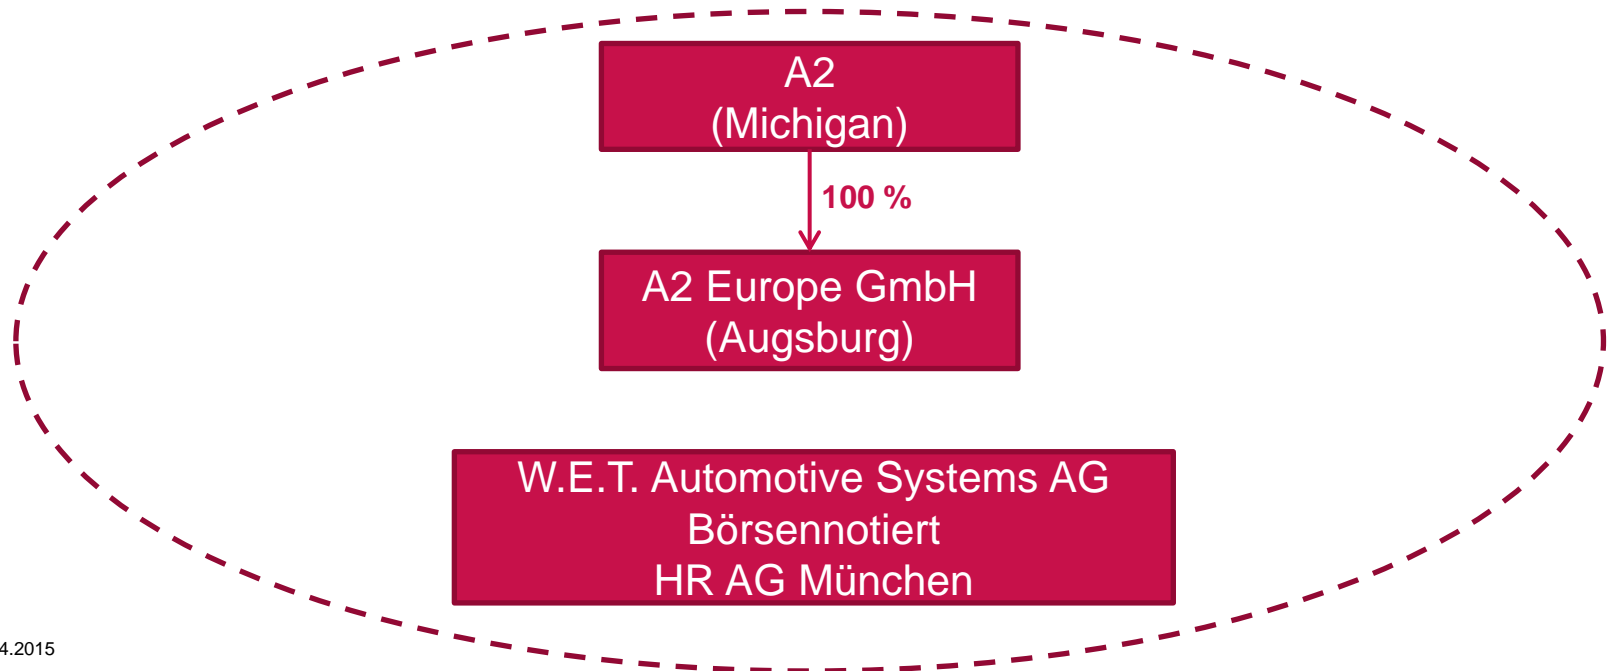 A2
(Michigan)
100 %
A2 Europe GmbH
(Augsburg)
W.E.T. Automotive Systems AG
Börsennotiert
HR AG München
4.2015